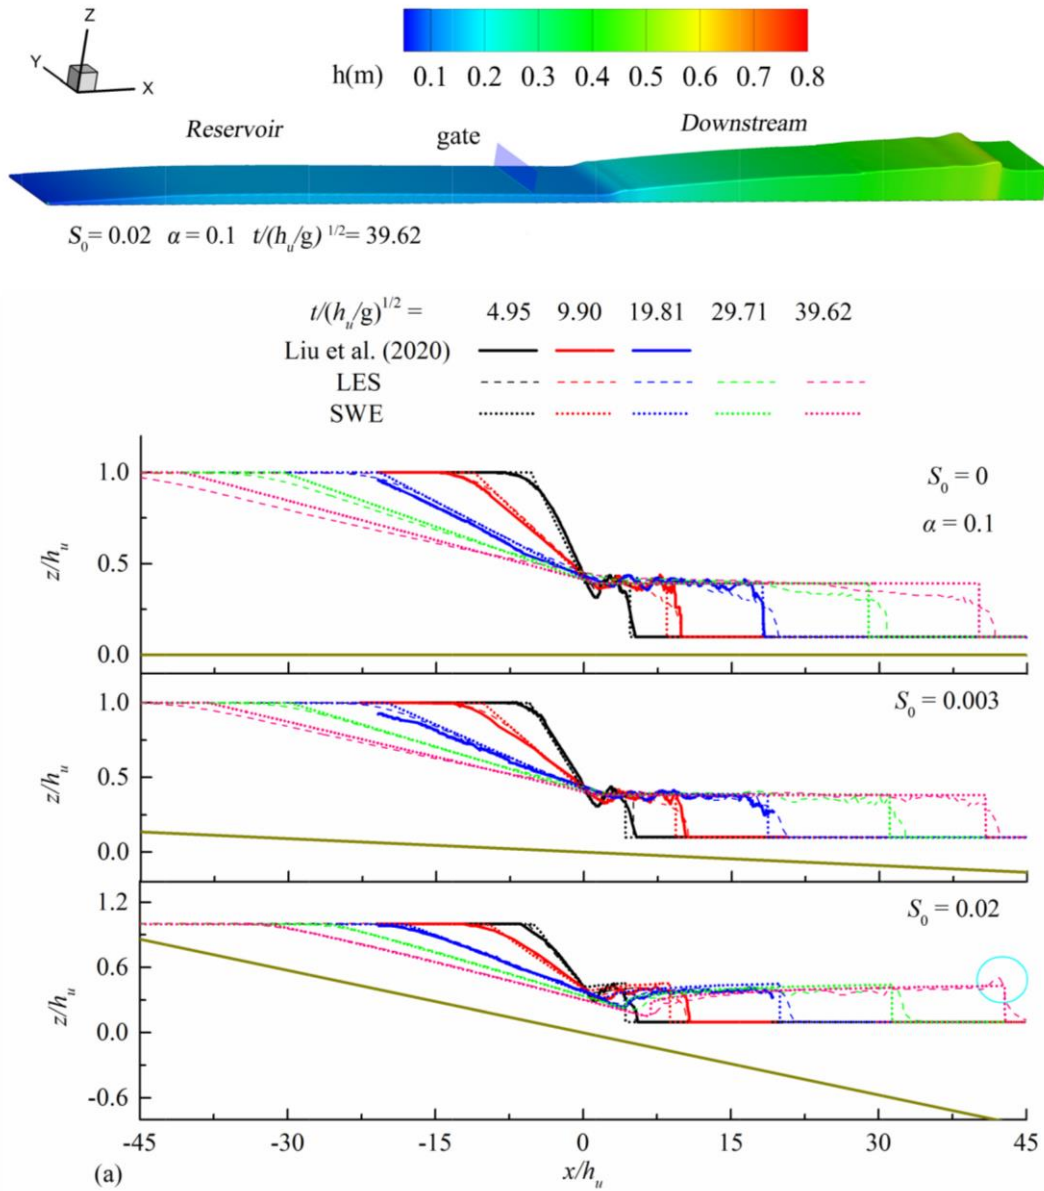 Z
Y
X
h(m)
0.1 0.2 0.3 0.4 0.5 0.6 0.7 0.8
Reservoir
gate
Downstream
S₀= 0.02 α = 0.1 t/(hᵤ/g) ¹/²= 39.62
t/(hᵤ/g)¹/² = 4.95 9.90 19.81 29.71 39.62
Liu et al. (2020)
LES
SWE
1.0
0.5
0.0
z/hᵤ
S₀ = 0
α = 0.1
1.0
0.5
0.0
z/hᵤ
S₀ = 0.003
1.2
0.6
0.0
-0.6
z/hᵤ
S₀ = 0.02
-45 -30 -15 0 15 30 45
(a)
x/hᵤ